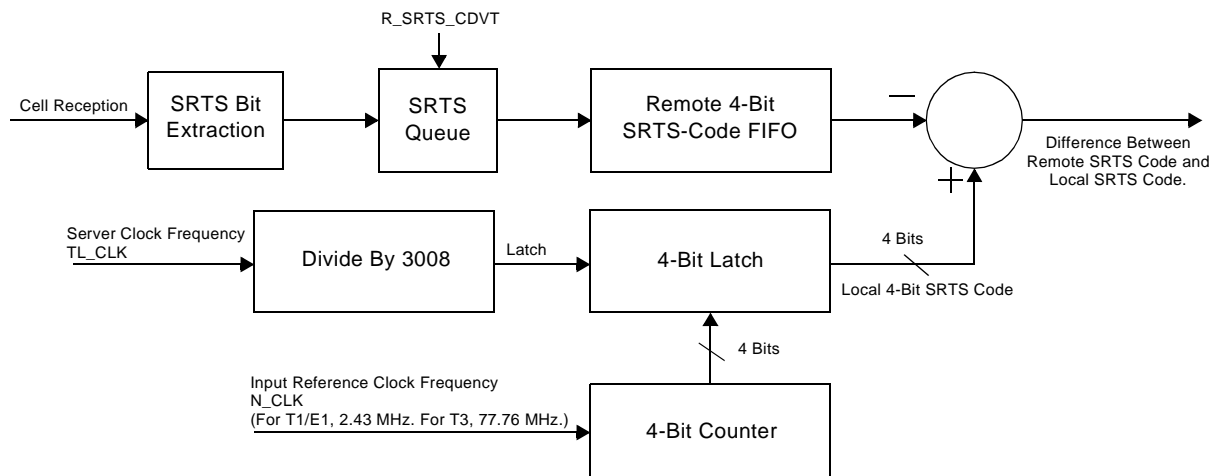 R_SRTS_CDVT
Cell Reception
SRTS Bit
Extraction
SRTS
Queue
Remote 4-Bit
SRTS-Code FIFO
—
+
Difference Between
Remote SRTS Code and
Local SRTS Code.
Server Clock Frequency
TL_CLK
Divide By 3008
Latch
4-Bit Latch
4 Bits
Local 4-Bit SRTS Code
4 Bits
Input Reference Clock Frequency
N_CLK
(For T1/E1, 2.43 MHz. For T3, 77.76 MHz.)
4-Bit Counter